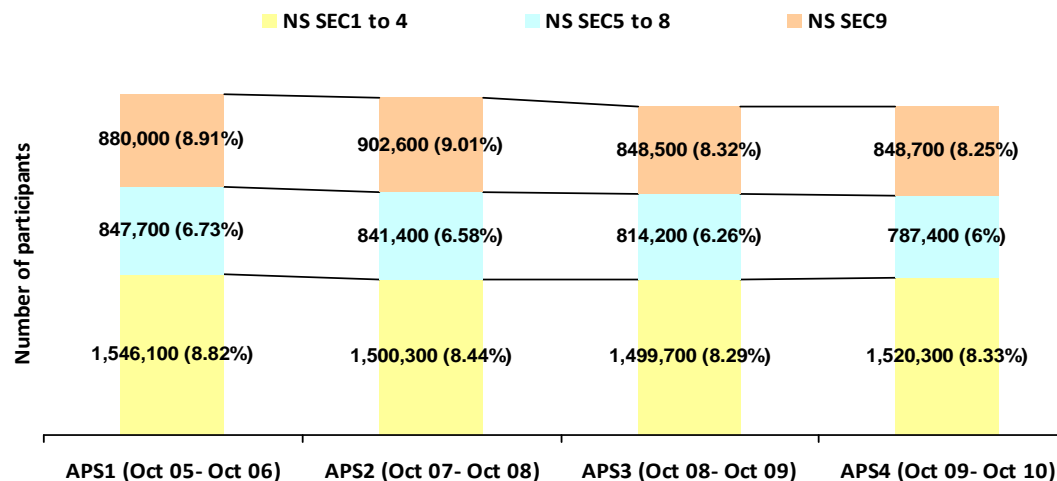 NS SEC1 to 4 NS SEC5 to 8 NS SEC9
Number of participants
880,000 (8.91%) 902,600 (9.01%) 848,500 (8.32%) 848,700 (8.25%)
847,700 (6.73%) 841,400 (6.58%) 814,200 (6.26%) 787,400 (6%)
1,546,100 (8.82%) 1,500,300 (8.44%) 1,499,700 (8.29%) 1,520,300 (8.33%)
APS1 (Oct 05- Oct 06) APS2 (Oct 07- Oct 08) APS3 (Oct 08- Oct 09) APS4 (Oct 09- Oct 10)